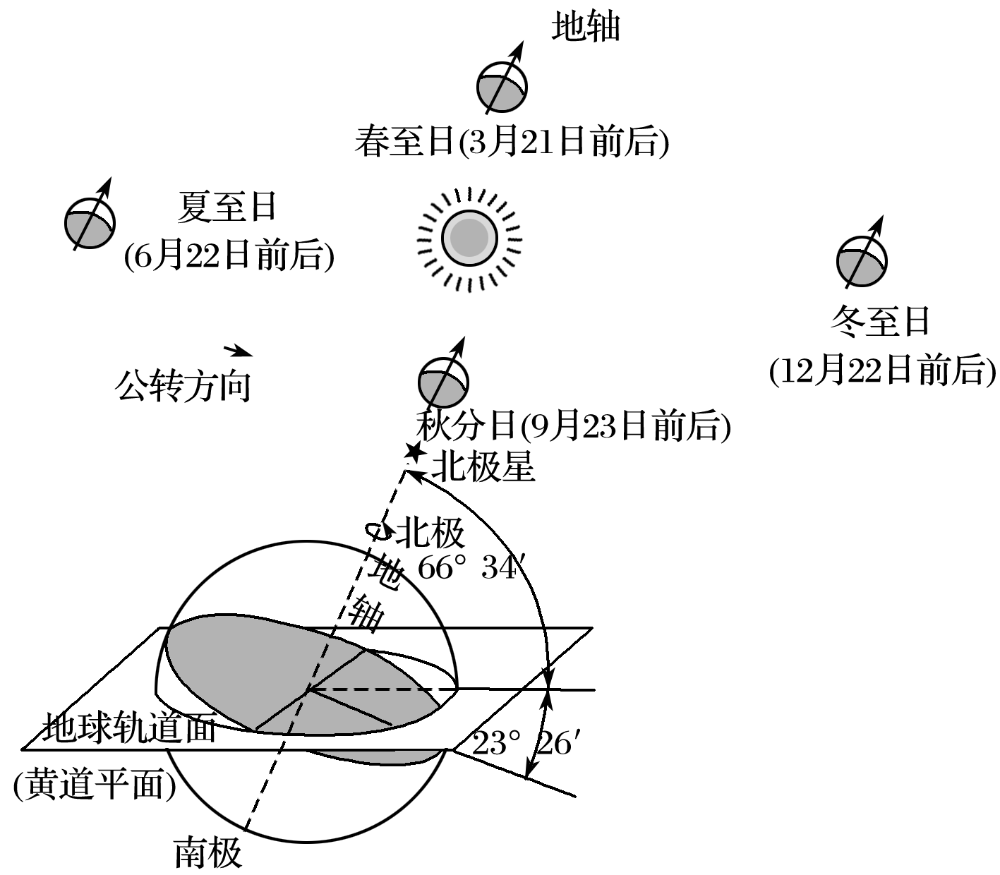 地轴
春至日(3月21日前后)
夏至日
(6月22日前后)
冬至日
(12月22日前后)
公转方向
秋分日(9月23日前后)
北极星
北极
66° 34′
地轴
地球轨道面
23° 26′
(黄道平面)
南极